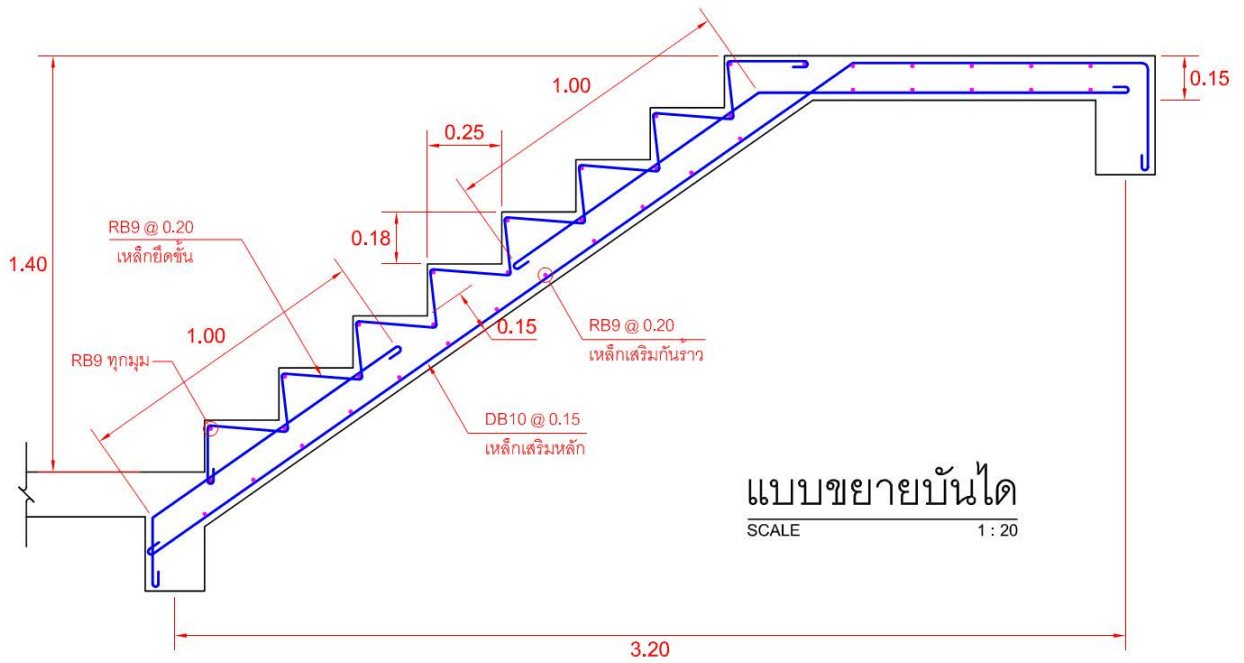 1.00
0.15
0.25
RB9 @ 0.20
เหล็กยึดขั้น
0.18
1.40
1.00
0.15
RB9 @ 0.20
เหล็กเสริมกันร้าว
RB9 ทุกมุม
DB10 @ 0.15
เหล็กเสริมหลัก
แบบขยายบันได
SCALE 1 : 20
3.20